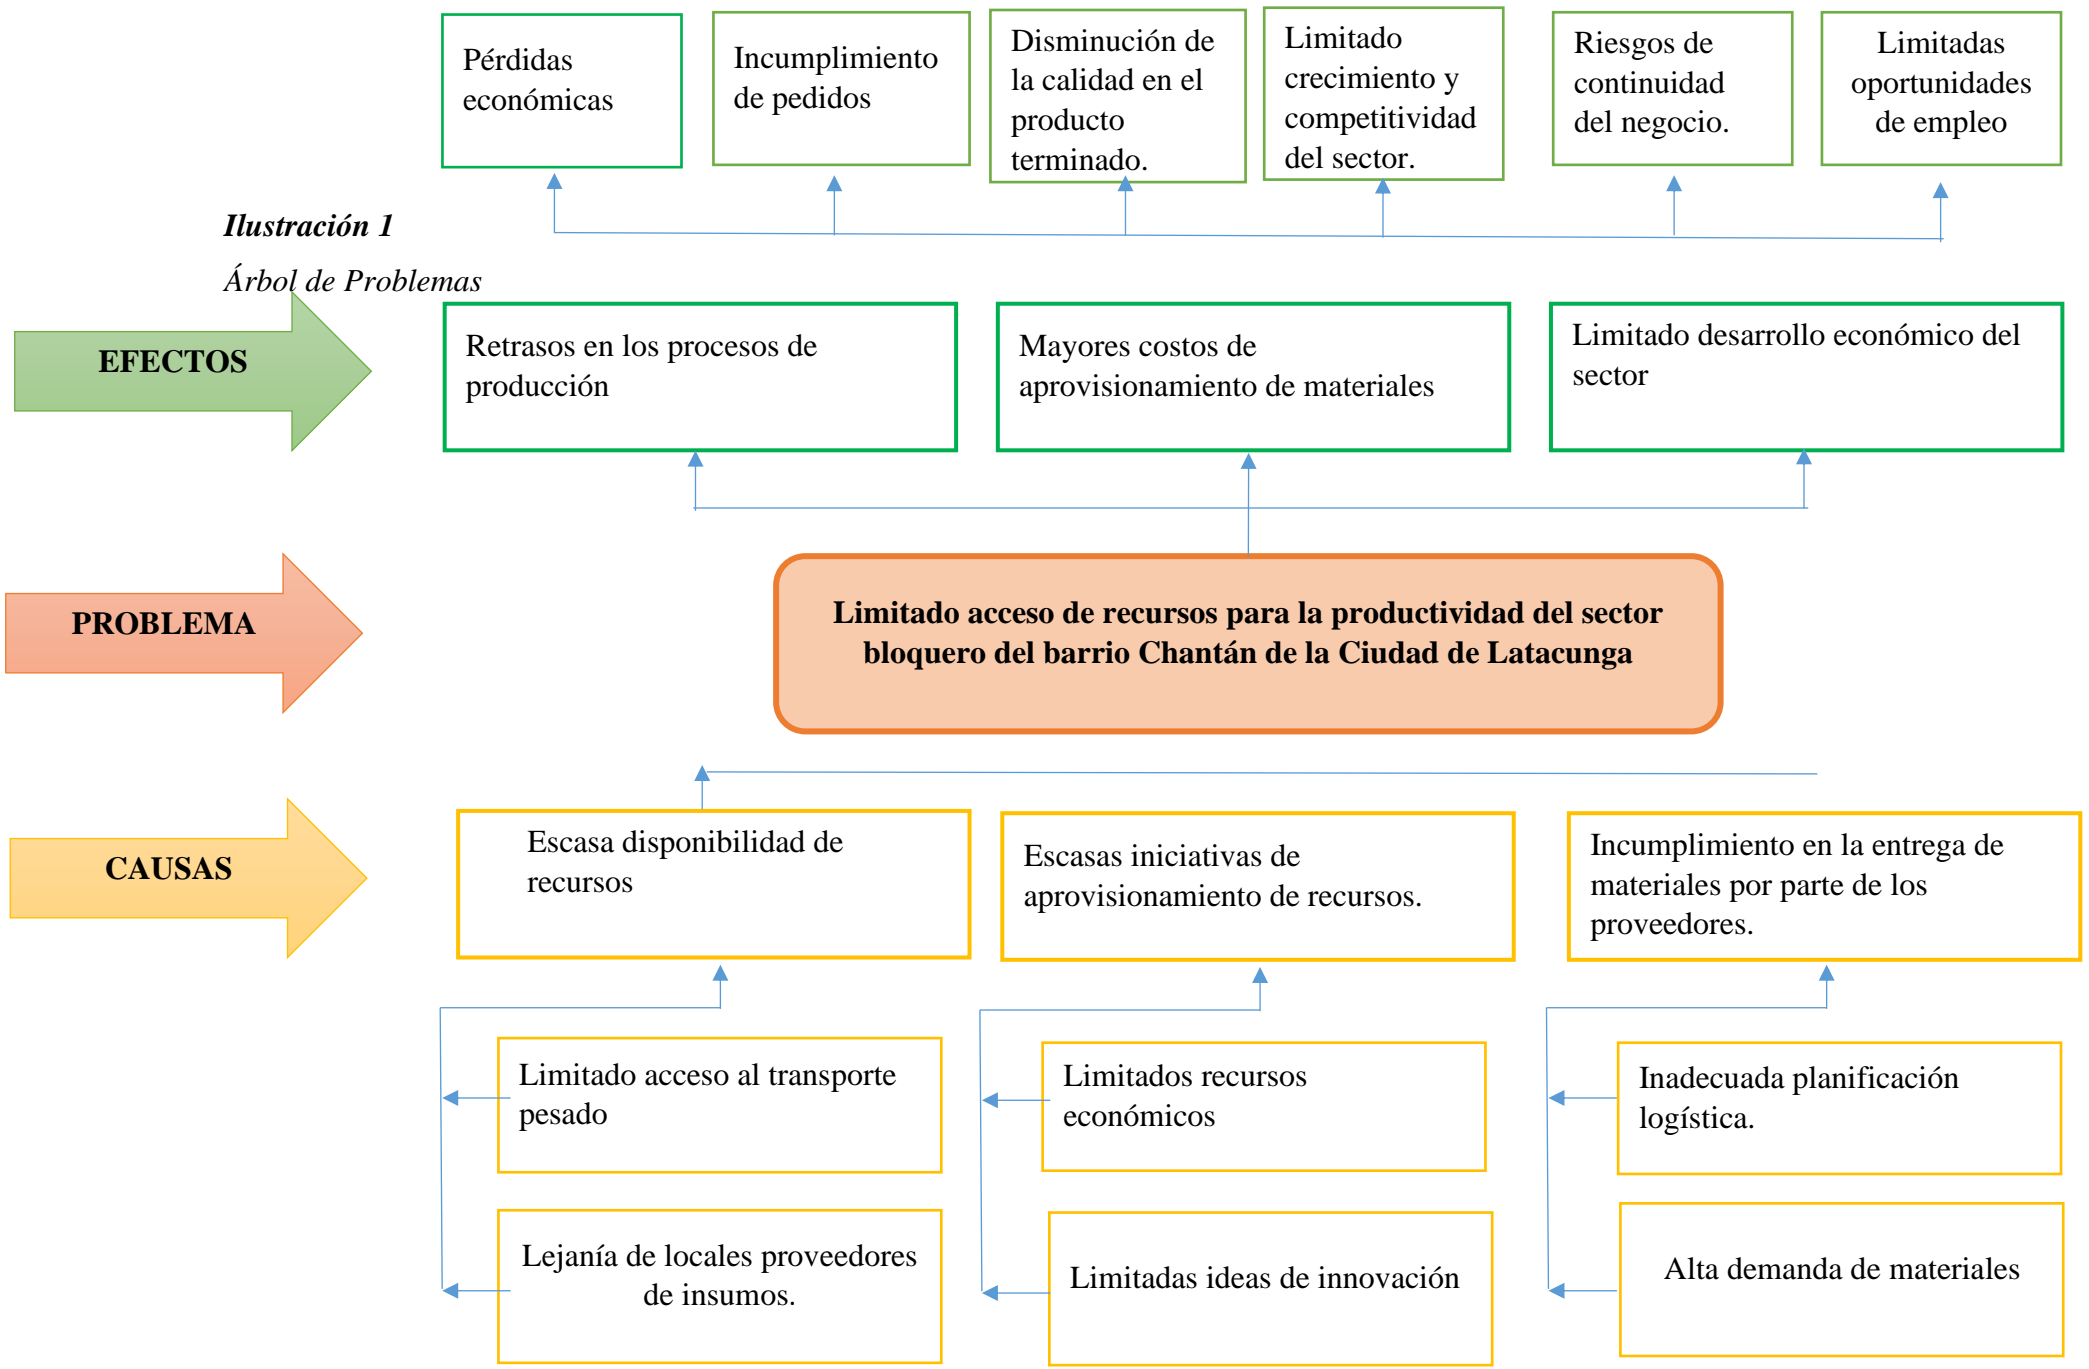 Pérdidas
económicas
Incumplimiento
de pedidos
Disminución de
la calidad en el
producto
terminado.
Limitado
crecimiento y
competitividad
del sector.
Riesgos de
continuidad
del negocio.
Limitadas
oportunidades
de empleo
Ilustración 1
Árbol de Problemas
EFECTOS
Retrasos en los procesos de
producción
Mayores costos de
aprovisionamiento de materiales
Limitado desarrollo económico del
sector
PROBLEMA
Limitado acceso de recursos para la productividad del sector
bloquero del barrio Chantán de la Ciudad de Latacunga
CAUSAS
Escasa disponibilidad de
recursos
Escasas iniciativas de
aprovisionamiento de recursos.
Incumplimiento en la entrega de
materiales por parte de los
proveedores.
Limitado acceso al transporte
pesado
Limitados recursos
económicos
Inadecuada planificación
logística.
Lejanía de locales proveedores
de insumos.
Limitadas ideas de innovación
Alta demanda de materiales